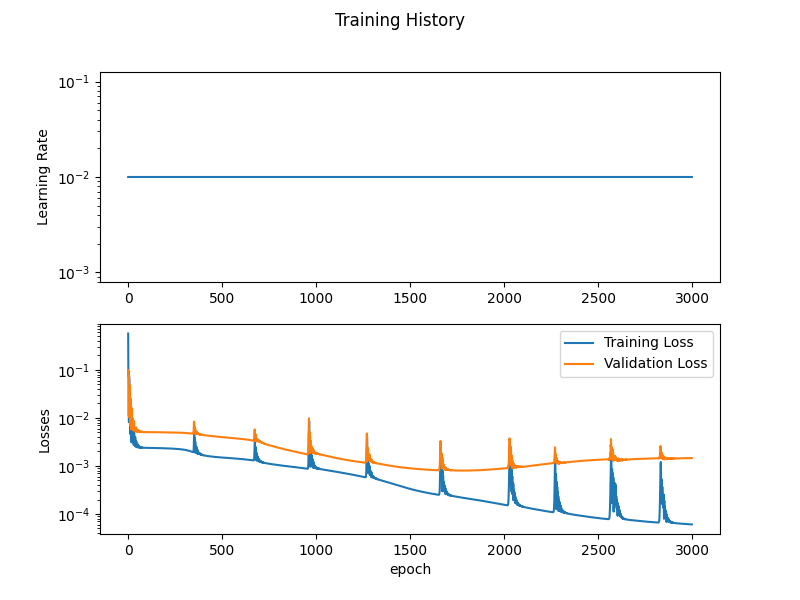 Training History
10⁻¹
10⁻²
10⁻³
Learning Rate
0 500 1000 1500 2000 2500 3000
Training Loss
Validation Loss
10⁻¹
10⁻²
10⁻³
10⁻⁴
Losses
0 500 1000 1500 2000 2500 3000
epoch